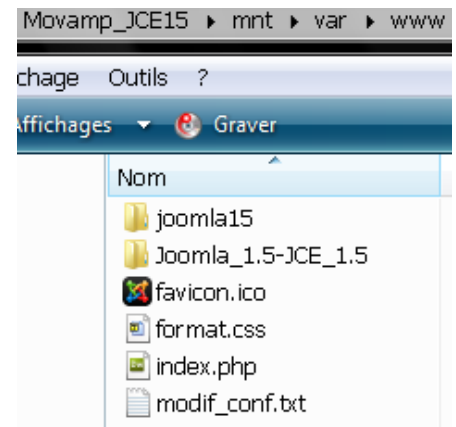 Movamp_JCE15 ▸ mnt ▸ var ▸ www
chage Outils ?
Affichages Graver
Nom
joomla15
Joomla_1.5-JCE_1.5
favicon.ico
format.css
index.php
modif_conf.txt